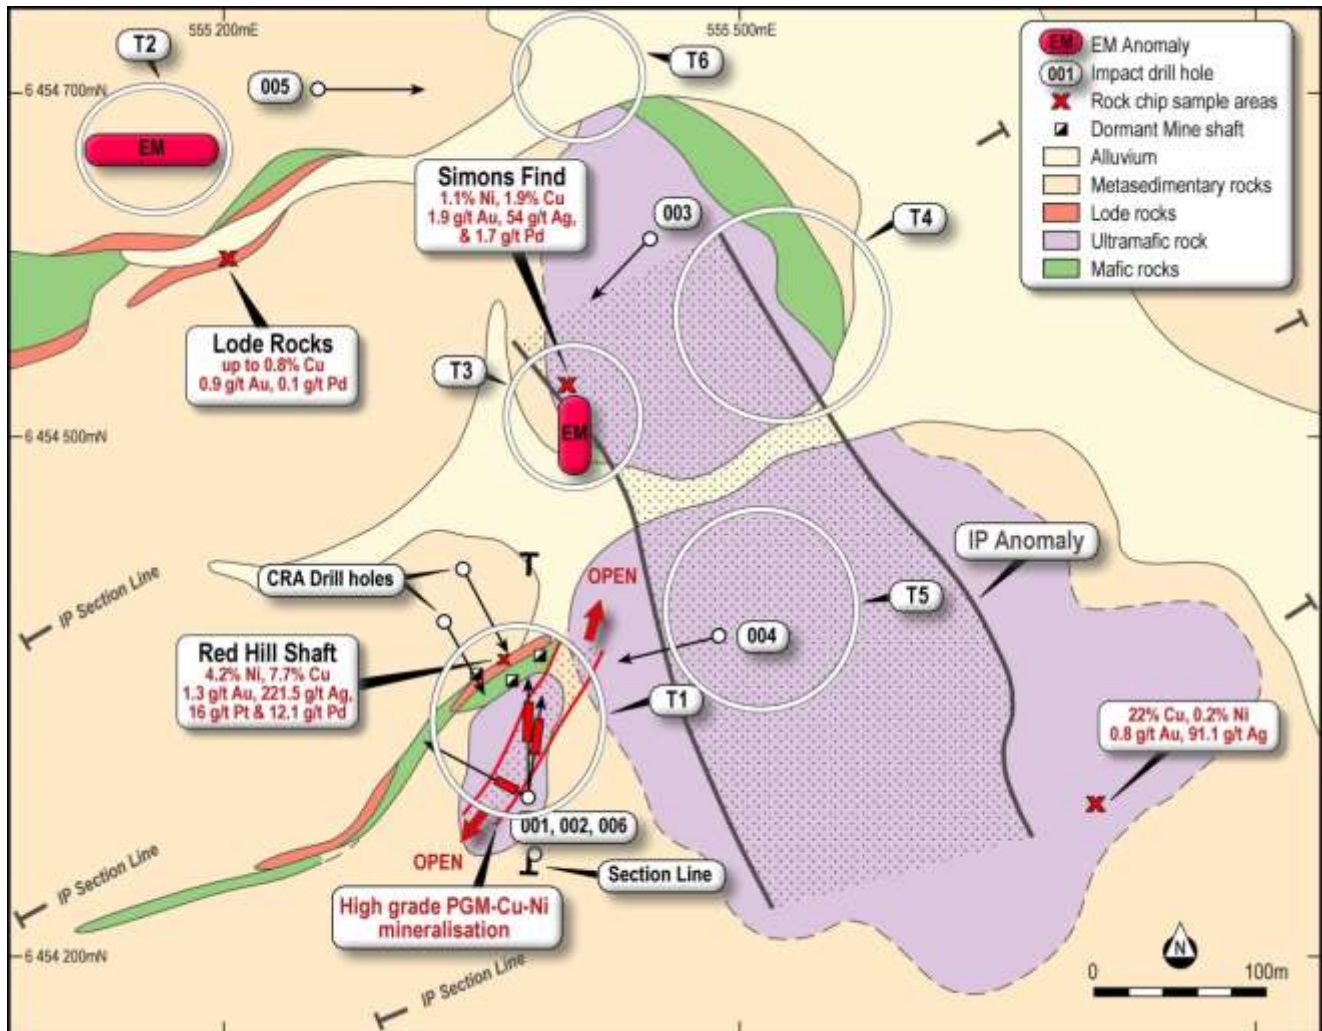 555 200mE
555 500mE
T2
005
6 454 700mN
EM
T6
EM
EM Anomaly
001
Impact drill hole
Rock chip sample areas
Dormant Mine shaft
Alluvium
Metasedimentary rocks
Lode rocks
Ultramafic rock
Mafic rocks
Simons Find
1.1% Ni, 1.9% Cu
1.9 g/t Au, 54 g/t Ag,
& 1.7 g/t Pd
003
T4
Lode Rocks
up to 0.8% Cu
0.9 g/t Au, 0.1 g/t Pd
T3
EM
6 454 500mN
IP Anomaly
IP Section Line
CRA Drill holes
OPEN
T5
004
Red Hill Shaft
4.2% Ni, 7.7% Cu
1.3 g/t Au, 221.5 g/t Ag,
16 g/t Pt & 12.1 g/t Pd
T1
22% Cu, 0.2% Ni
0.8 g/t Au, 91.1 g/t Ag
001, 002, 006
OPEN
Section Line
IP Section Line
High grade PGM-Cu-Ni
mineralisation
6 454 200mN
IP Section Line
N
0
100m